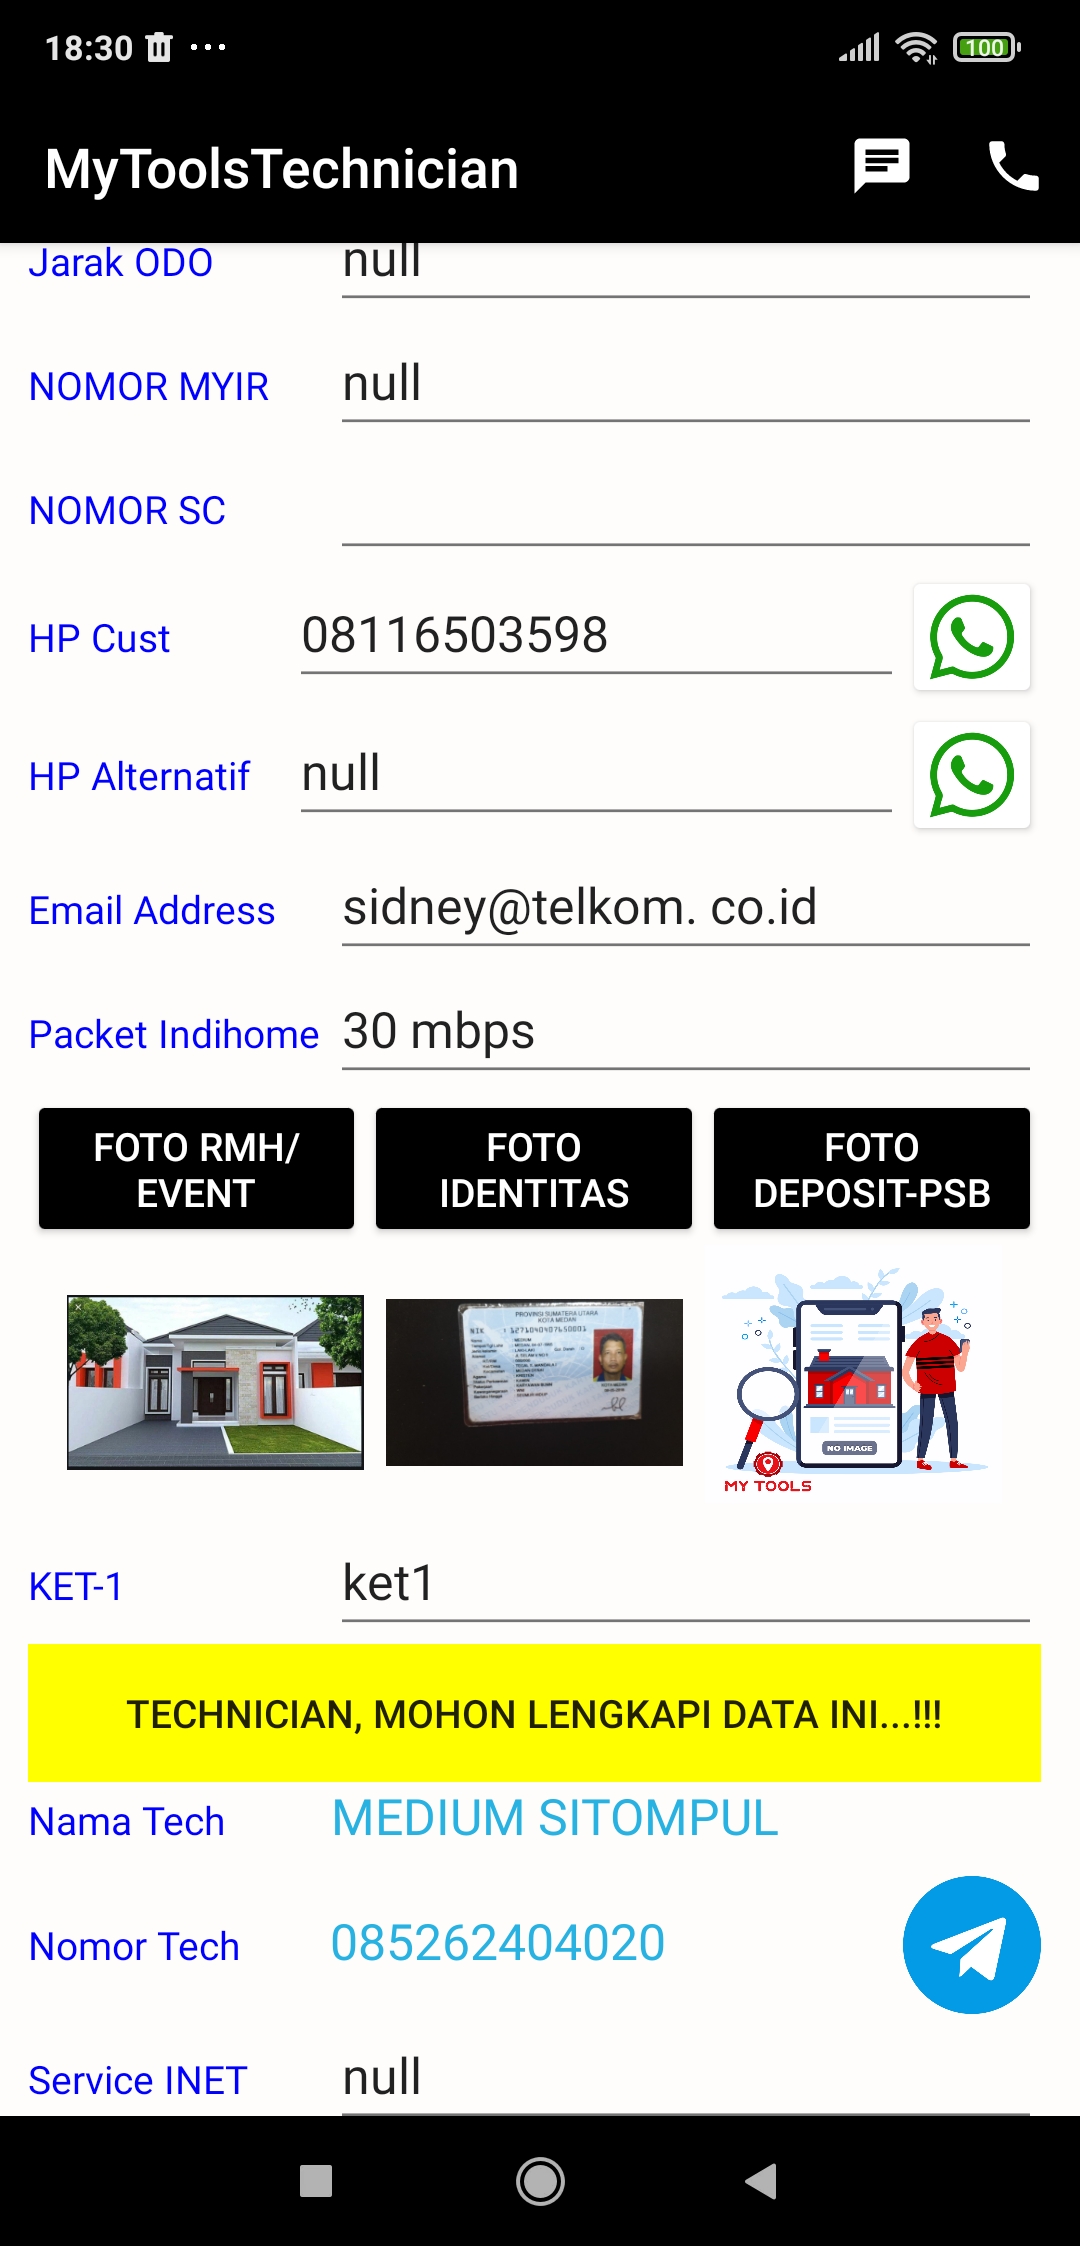 18:30
100
MyToolsTechnician
Jarak ODO null
NOMOR MYIR null
NOMOR SC
HP Cust 08116503598
HP Alternatif null
Email Address sidney@telkom. co.id
Packet Indihome 30 mbps
FOTO RMH/
EVENT
FOTO
IDENTITAS
FOTO
DEPOSIT-PSB
PROVINSI SUMATERA UTARA
KOTA MEDAN
NIK
NO IMAGE
MY TOOLS
KET-1 ket1
TECHNICIAN, MOHON LENGKAPI DATA INI...!!!
Nama Tech MEDIUM SITOMPUL
Nomor Tech 085262404020
Service INET null